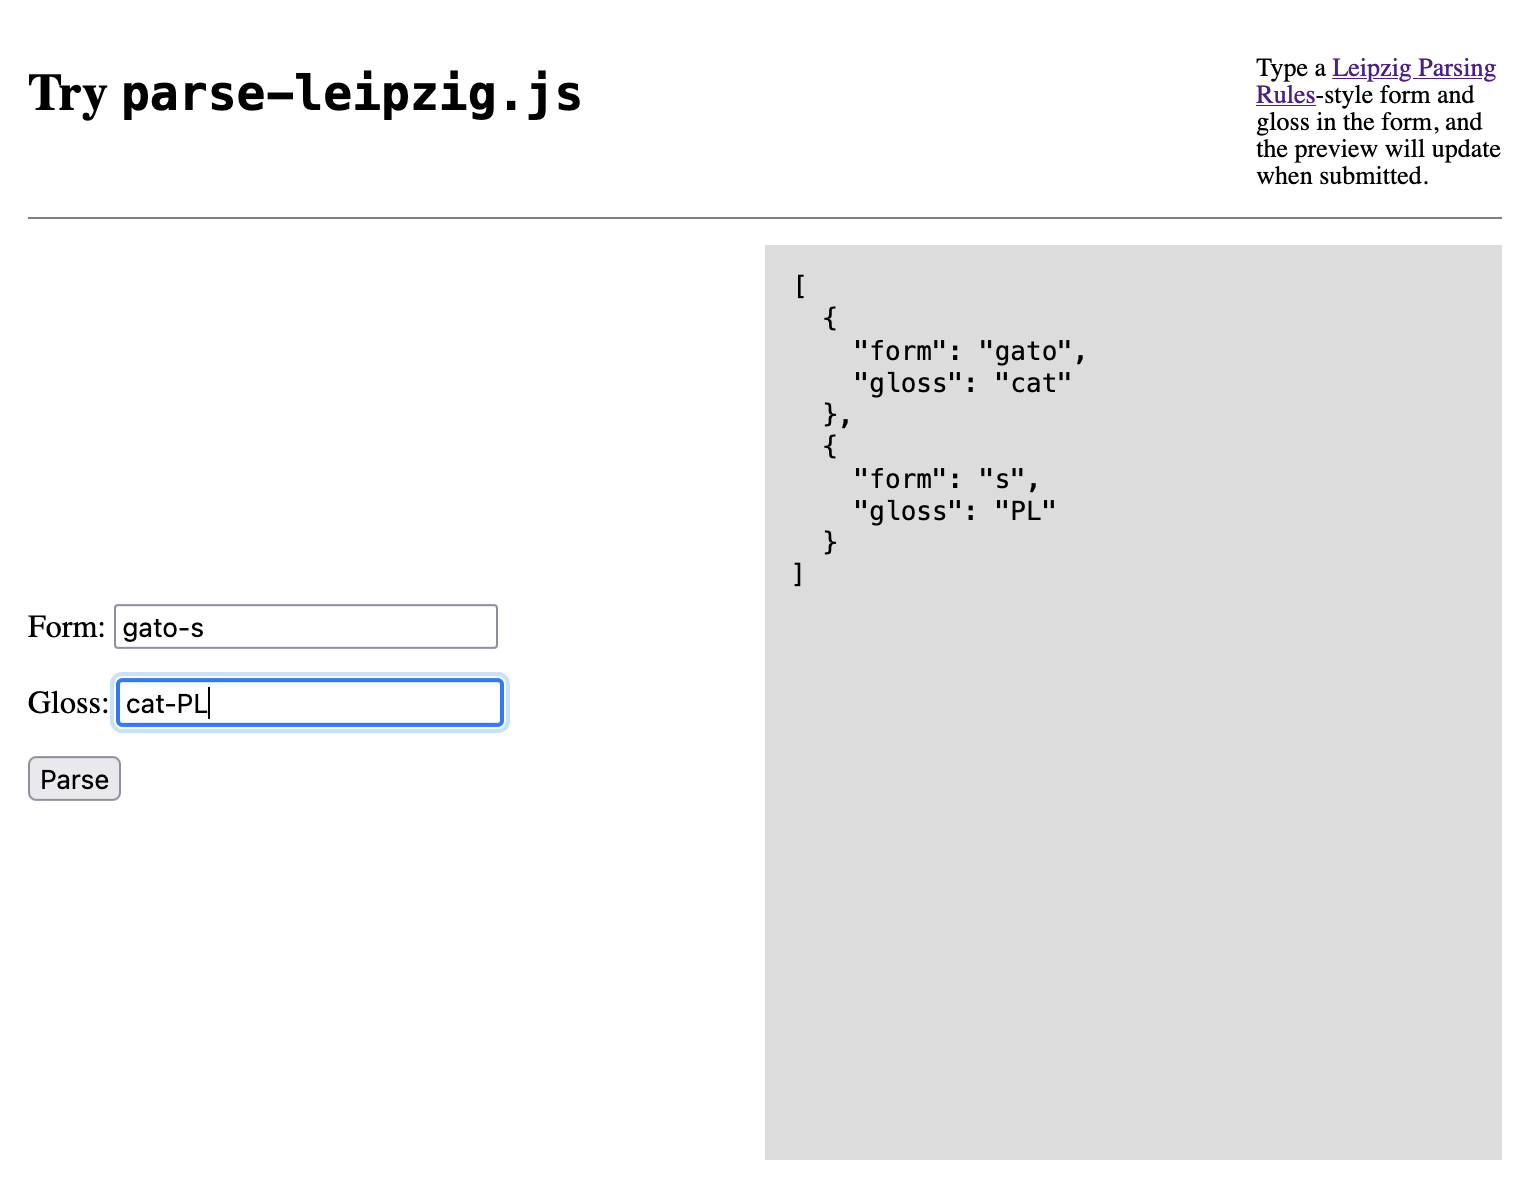 Try parse-leipzig.js
Type a Leipzig Parsing
Rules-style form and
gloss in the form, and
the preview will update
when submitted.
Form: gato-s
Gloss: cat-PL
Parse
[
  {
    "form": "gato",
    "gloss": "cat"
  },
  {
    "form": "s",
    "gloss": "PL"
  }
]